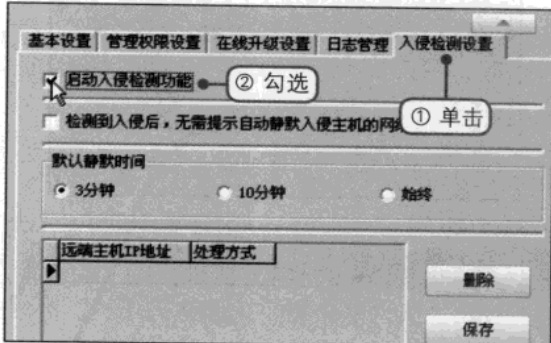 基本设置 管理权限设置 在线升级设置 日志管理 入侵检测设置
启动入侵检测功能 ② 勾选
检测到入侵后，无需提示自动静默入侵主机的网络 ① 单击
默认静默时间
3分钟 10分钟 始终
远端主机IP地址 处理方式
删除
保存